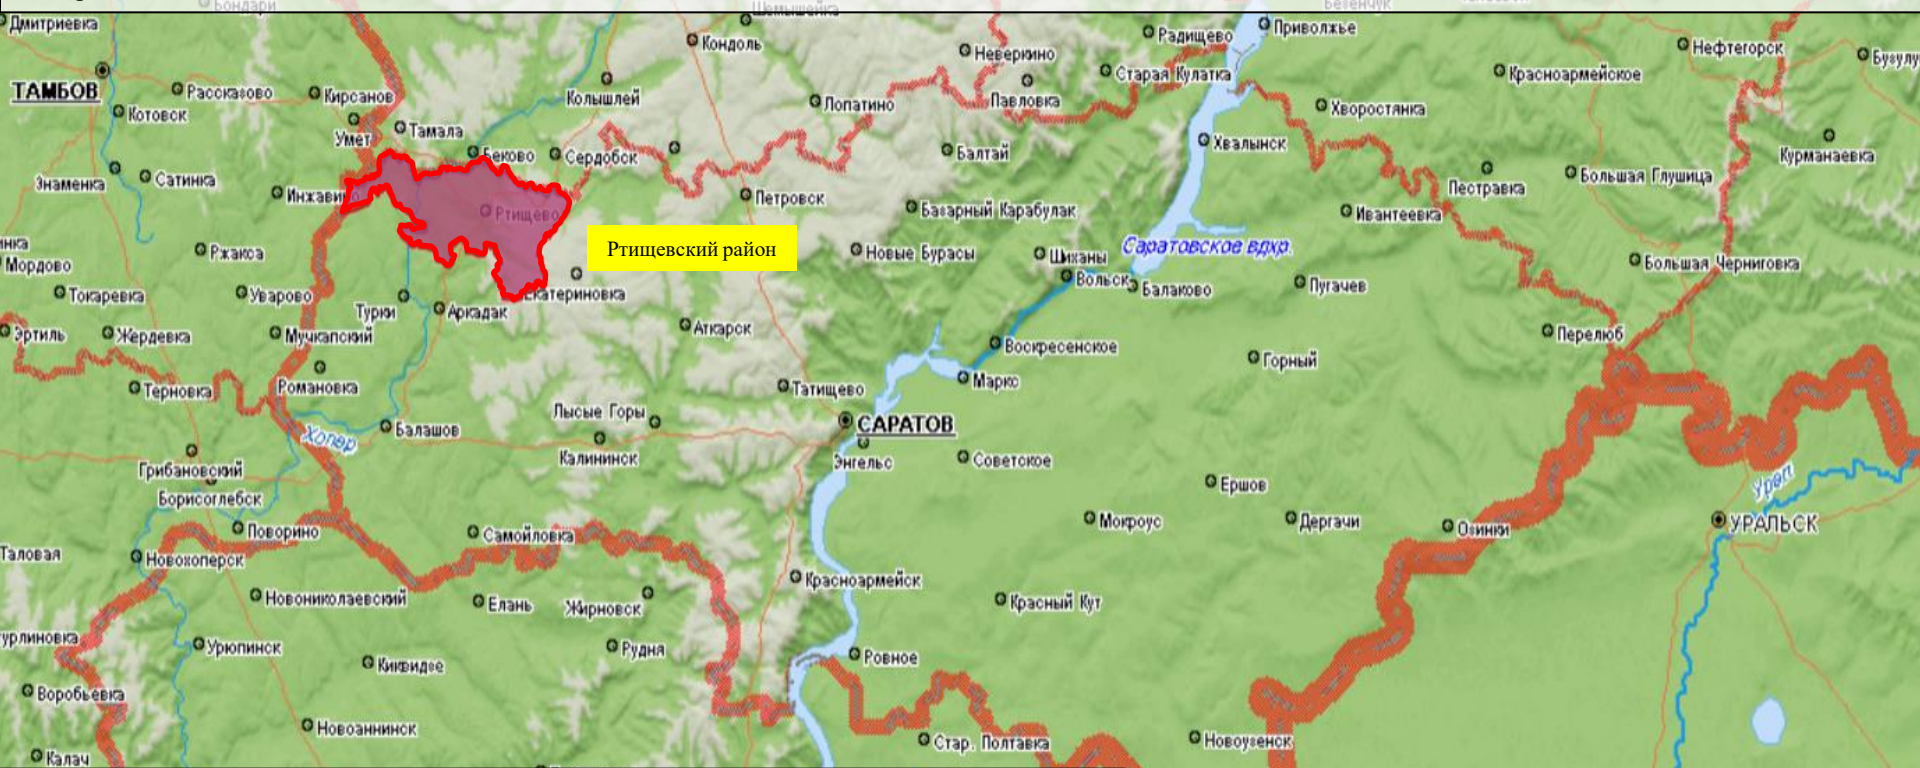 Бондари
Шемышейка
Безенчук
Дмитриевка
Кондоль
Неверкино
Радищево
Приволжье
Нефтегорск
ТАМБОВ
Рассказово
Кирсанов
Колышлей
Лопатино
Павловка
Старая Кулатка
Красноармейское
Бузулу
Котовск
Умет
Тамала
Хворостянка
Знаменка
Сатинка
Инжавино
Беково
Сердобск
Балтай
Хвалынск
Пестравка
Большая Глушица
Курманаевка
Ртищево
Петровск
Базарный Карабулак
Ивантеевка
инка
Мордово
Ржакса
Ртищевский район
Новые Бурасы
Шиханы
Саратовское вдхр.
Большая Черниговка
Токаревка
Уварово
Турки
Аркадак
Екатериновка
Вольск
Балаково
Пугачев
Эртиль
Жердевка
Мучкапский
Аткарск
Воскресенское
Горный
Перелюб
Терновка
Романовка
Татищево
Маркс
Лысые Горы
САРАТОВ
Хопер
Балашов
Калининск
Энгельс
Советское
Грибановский
Борисоглебск
Ершов
Урал
Поворино
Самойловка
Мокроус
Дергачи
Озинки
УРАЛЬСК
Таловая
Новохоперск
Красноармейск
Новониколаевский
Елань
Жирновск
Красный Кут
урлиновка
Урюпинск
Киквидзе
Рудня
Ровное
Воробьевка
Новоаннинск
Стар. Полтавка
Новоузенск
Калач